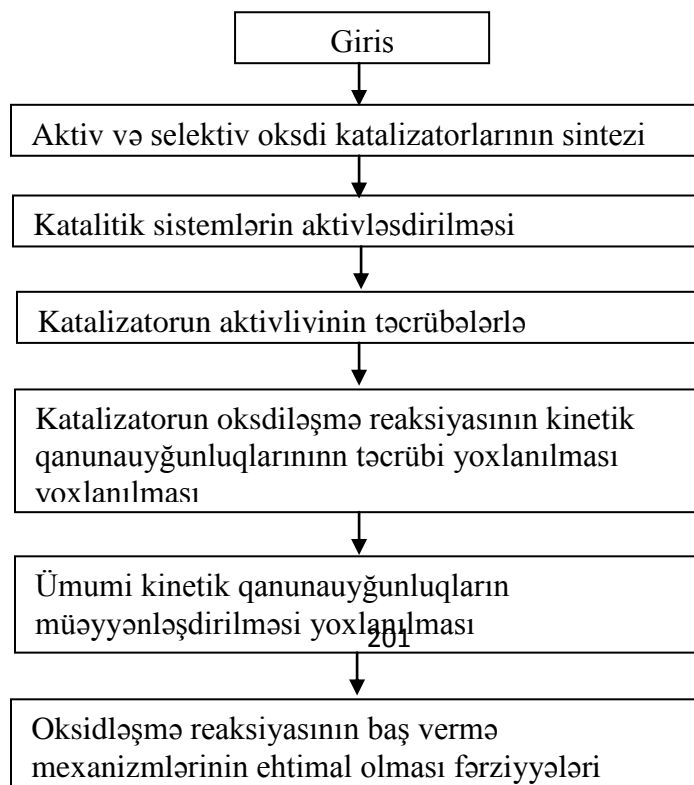 Giris
Aktiv və selektiv oksdi katalizatorlarının sintezi
Katalitik sistemlərin aktivləsdirilməsi
Katalizatorun aktivlivinin təcrübələrlə
Katalizatorun oksdiləşmə reaksiyasının kinetik
qanunauyğunluqlarınınn təcrübi yoxlanılması
voxlanılması
Ümumi kinetik qanunauyğunluqların
müəyyənləşdirilməsi yoxlanılması
201
Oksidləşmə reaksiyasının baş vermə
mexanizmlərinin ehtimal olması fərziyyələri